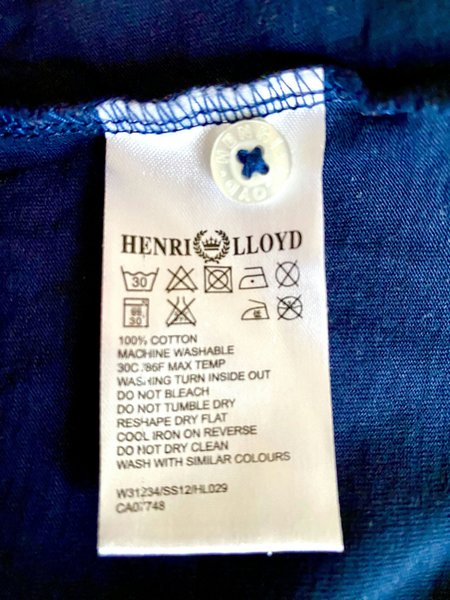 HENRI LLOYD
30
30
100% COTTON
MACHINE WASHABLE
30C /86F MAX TEMP
WASHING TURN INSIDE OUT
DO NOT BLEACH
DO NOT TUMBLE DRY
RESHAPE DRY FLAT
COOL IRON ON REVERSE
DO NOT DRY CLEAN
WASH WITH SIMILAR COLOURS
W31234/SS12/HL029
CA07748